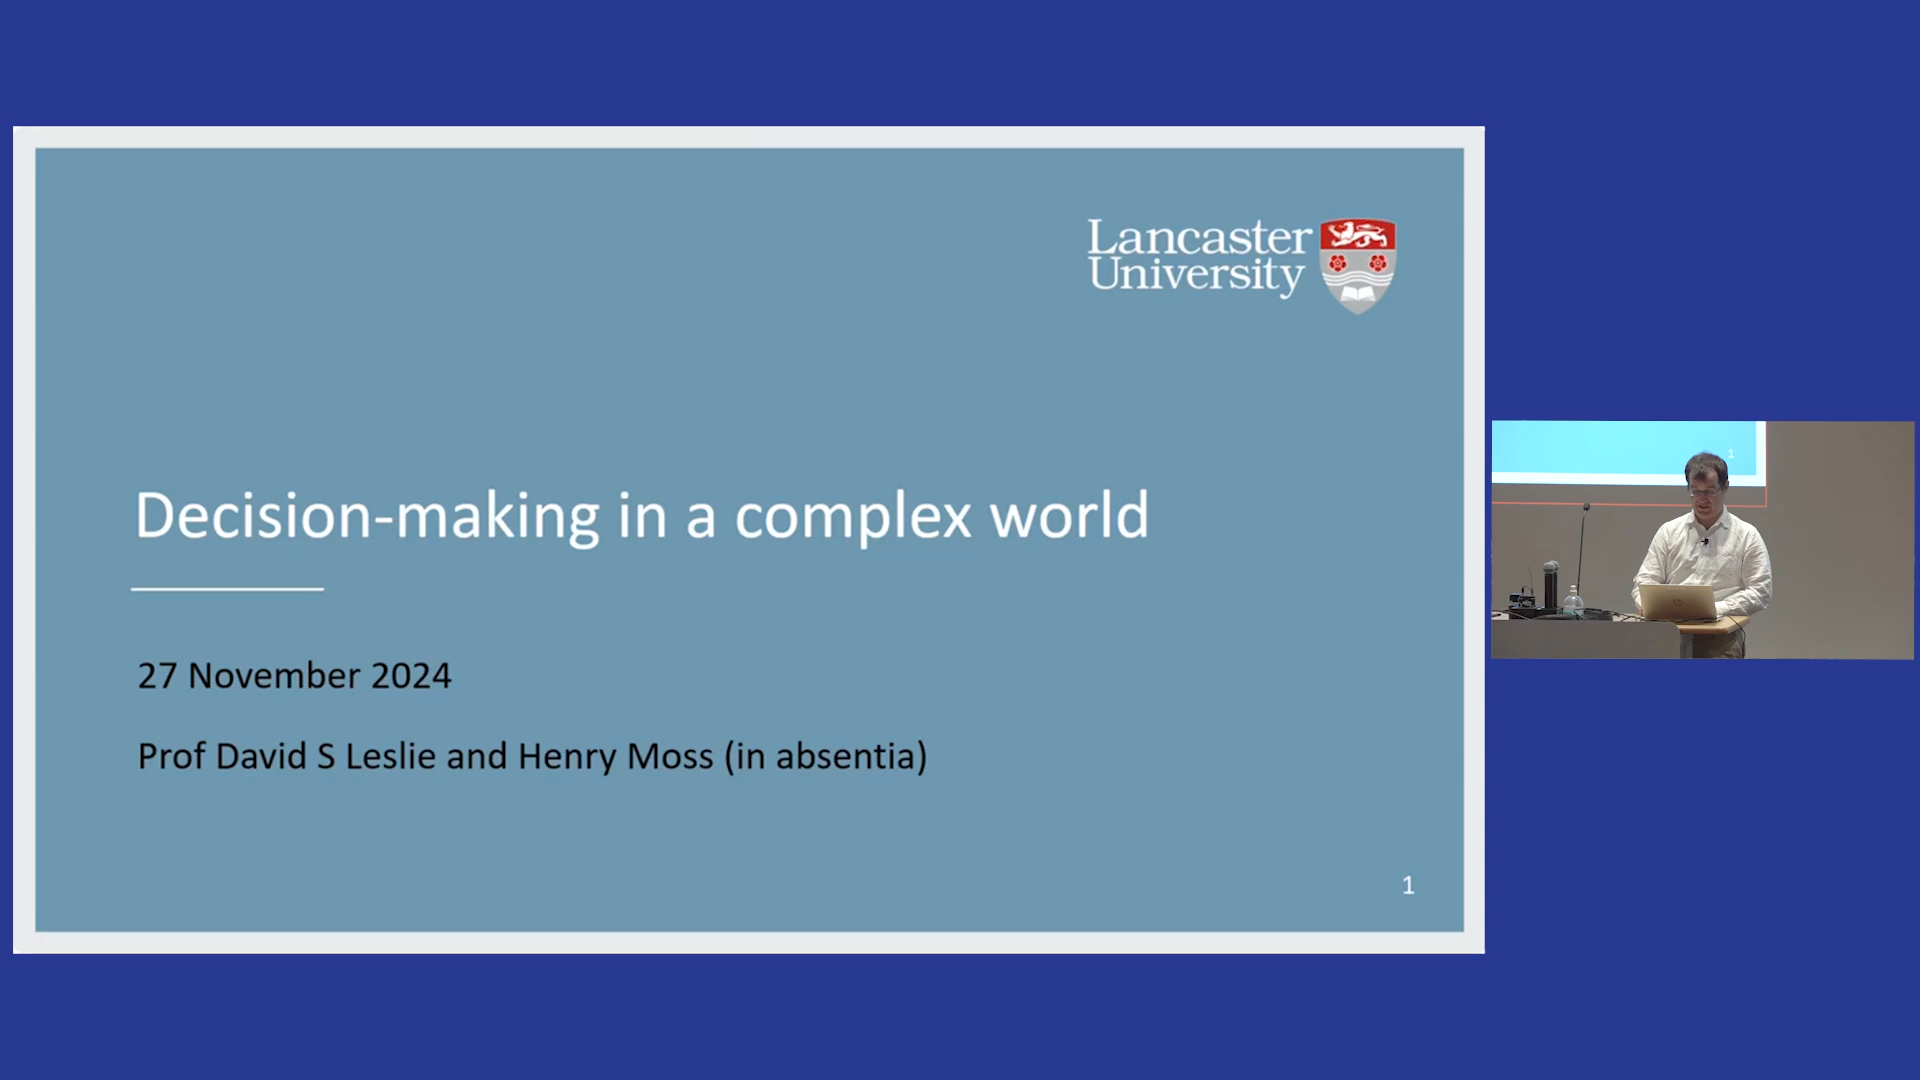 Lancaster
University
Decision-making in a complex world
27 November 2024
Prof David S Leslie and Henry Moss (in absentia)
1
1